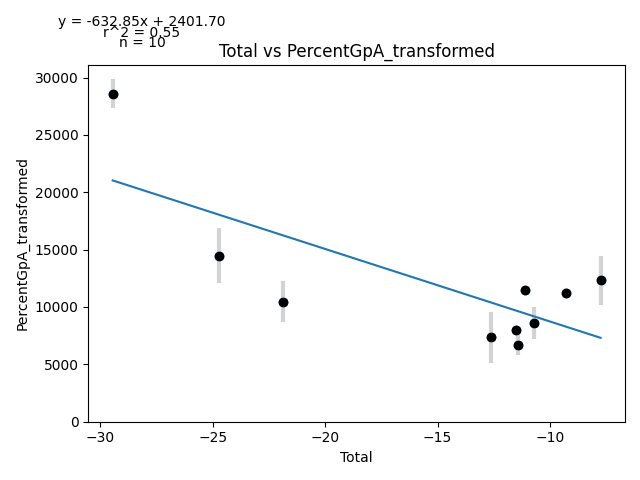 y = -632.85x + 2401.70
r^2 = 0.55
n = 10
Total vs PercentGpA_transformed
PercentGpA_transformed
30000
25000
20000
15000
10000
5000
0
−30
−25
−20
−15
−10
Total